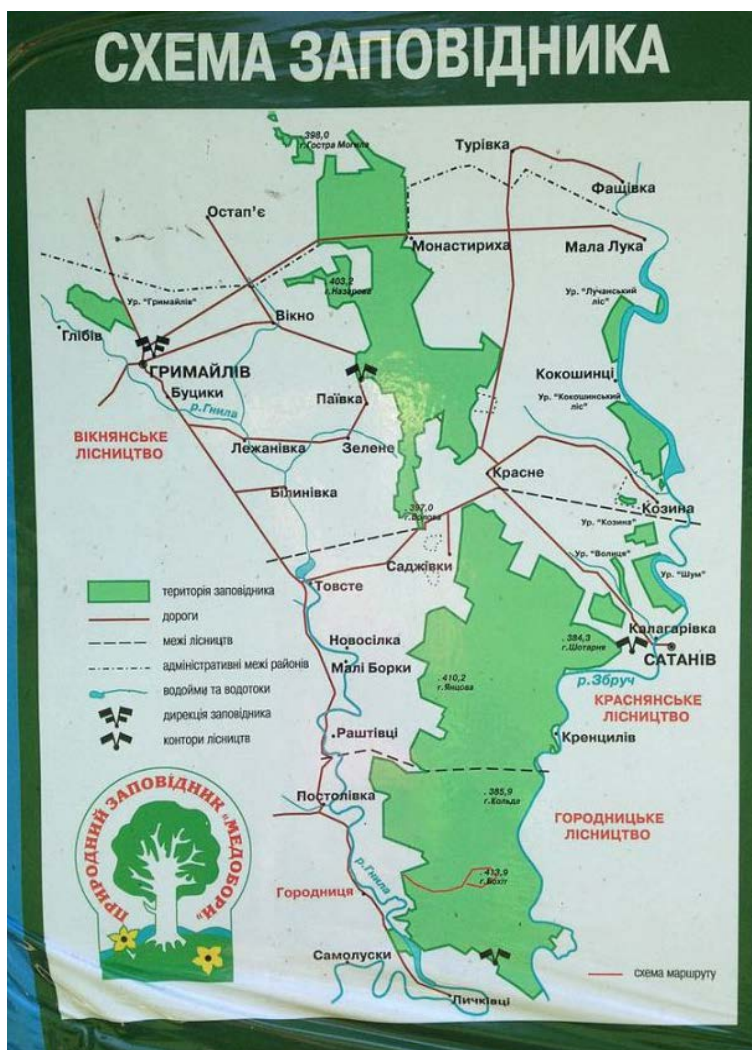 СХЕМА ЗАПОВІДНИКА
. 398,0
г.Гостра Могила
Турівка
Фащівка
Остап'є
Монастириха
Мала Лука
403,2
г.Назарова
Ур. "Гримайлів"
Ур. "Лучанський
ліс"
Глібів
Вікно
ГРИМАЙЛІВ
Буцики
р.Гнила
Паївка
Кокошинці
Ур. "Кокошинський
ліс"
ВІКНЯНСЬКЕ
ЛІСНИЦТВО
Лежанівка
Зелене
Красне
Білинівка
397,0
Козина
Ур. "Козина"
Ур. "Волиця"
Ур. "Шум"
Саджівки
Товсте
територія заповідника
дороги
межі лісництв
адміністративні межі районів
водойми та водотоки
дирекція заповідника
контори лісництв
Новосілка
Малі Борки
. 384,3
г.Шотарне
Калагарівка
САТАНІВ
р.Збруч
. 410,2
г.Янцова
КРАСНЯНСЬКЕ
ЛІСНИЦТВО
Раштівці
Кренцилів
Постолівка
. 385,9
г.Кольда
ГОРОДНИЦЬКЕ
ЛІСНИЦТВО
ПРИРОДНИЙ ЗАПОВІДНИК «МЕДОБОРИ»
р.Гнила
. 413,9
г.Бохіт
Городниця
Самолуски
Личківці
схема маршруту